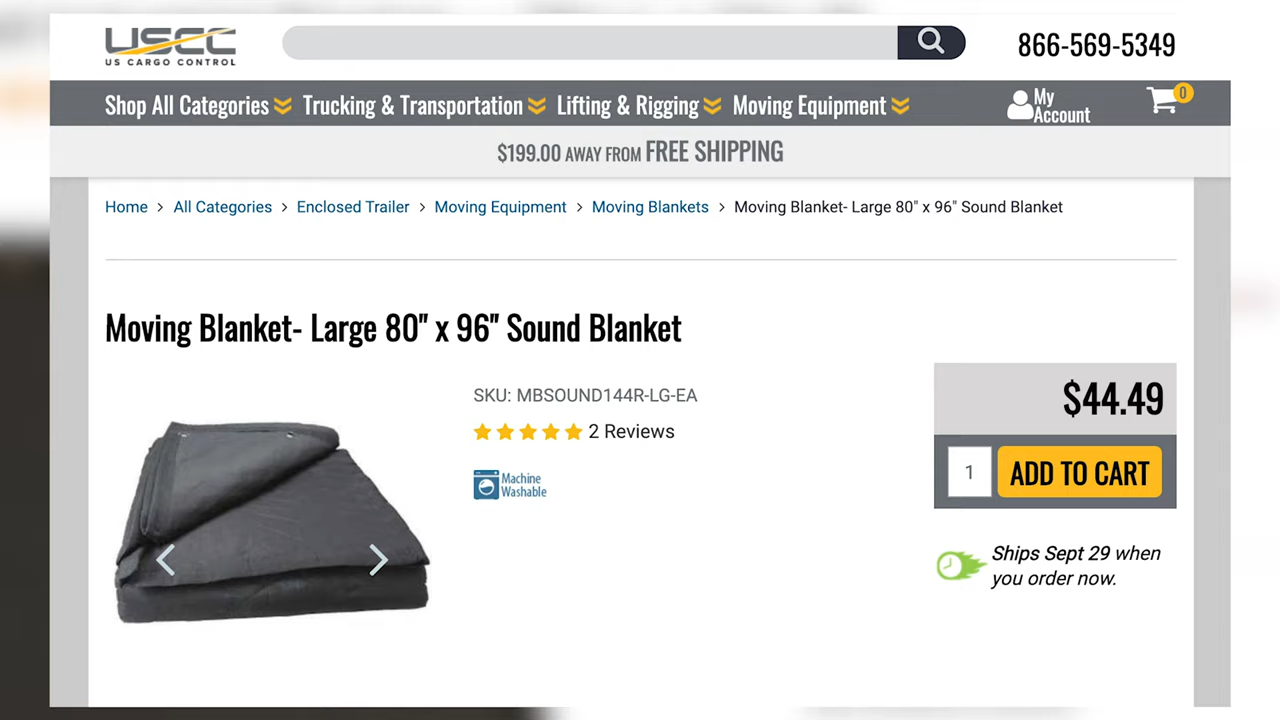 USCC
US CARGO CONTROL
866-569-5349
Shop All Categories Trucking & Transportation Lifting & Rigging Moving Equipment My Account 0
$199.00 AWAY FROM FREE SHIPPING
Home > All Categories > Enclosed Trailer > Moving Equipment > Moving Blankets > Moving Blanket- Large 80" x 96" Sound Blanket
Moving Blanket- Large 80" x 96" Sound Blanket
SKU: MBSOUND144R-LG-EA
2 Reviews
Machine
Washable
$44.49
1 ADD TO CART
Ships Sept 29 when
you order now.